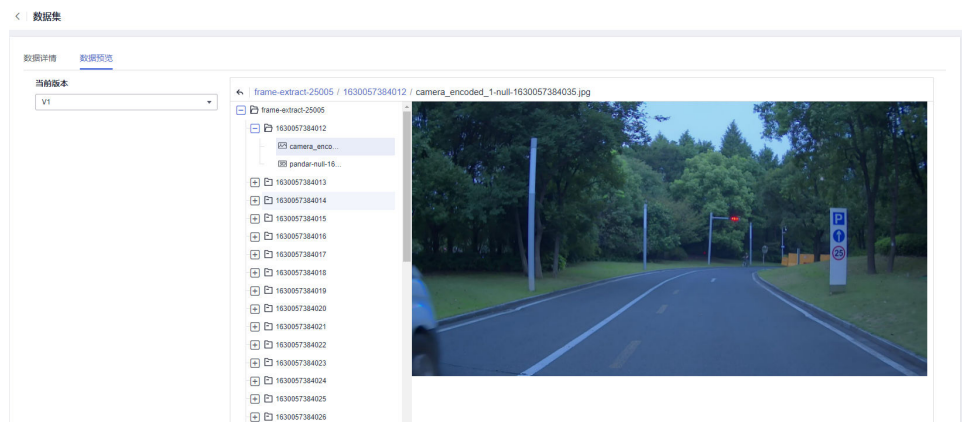 数据集
数据详情 数据预览
当前版本
V1
frame-extract-25005 / 1630057384012 / camera_encoded_1-null-1630057384035.jpg
frame-extract-25005
1630057384012
camera_enco...
pandar-null-16...
1630057384013
1630057384014
1630057384015
1630057384016
1630057384017
1630057384018
1630057384019
1630057384020
1630057384021
1630057384022
1630057384023
1630057384024
1630057384025
1630057384026
P
25